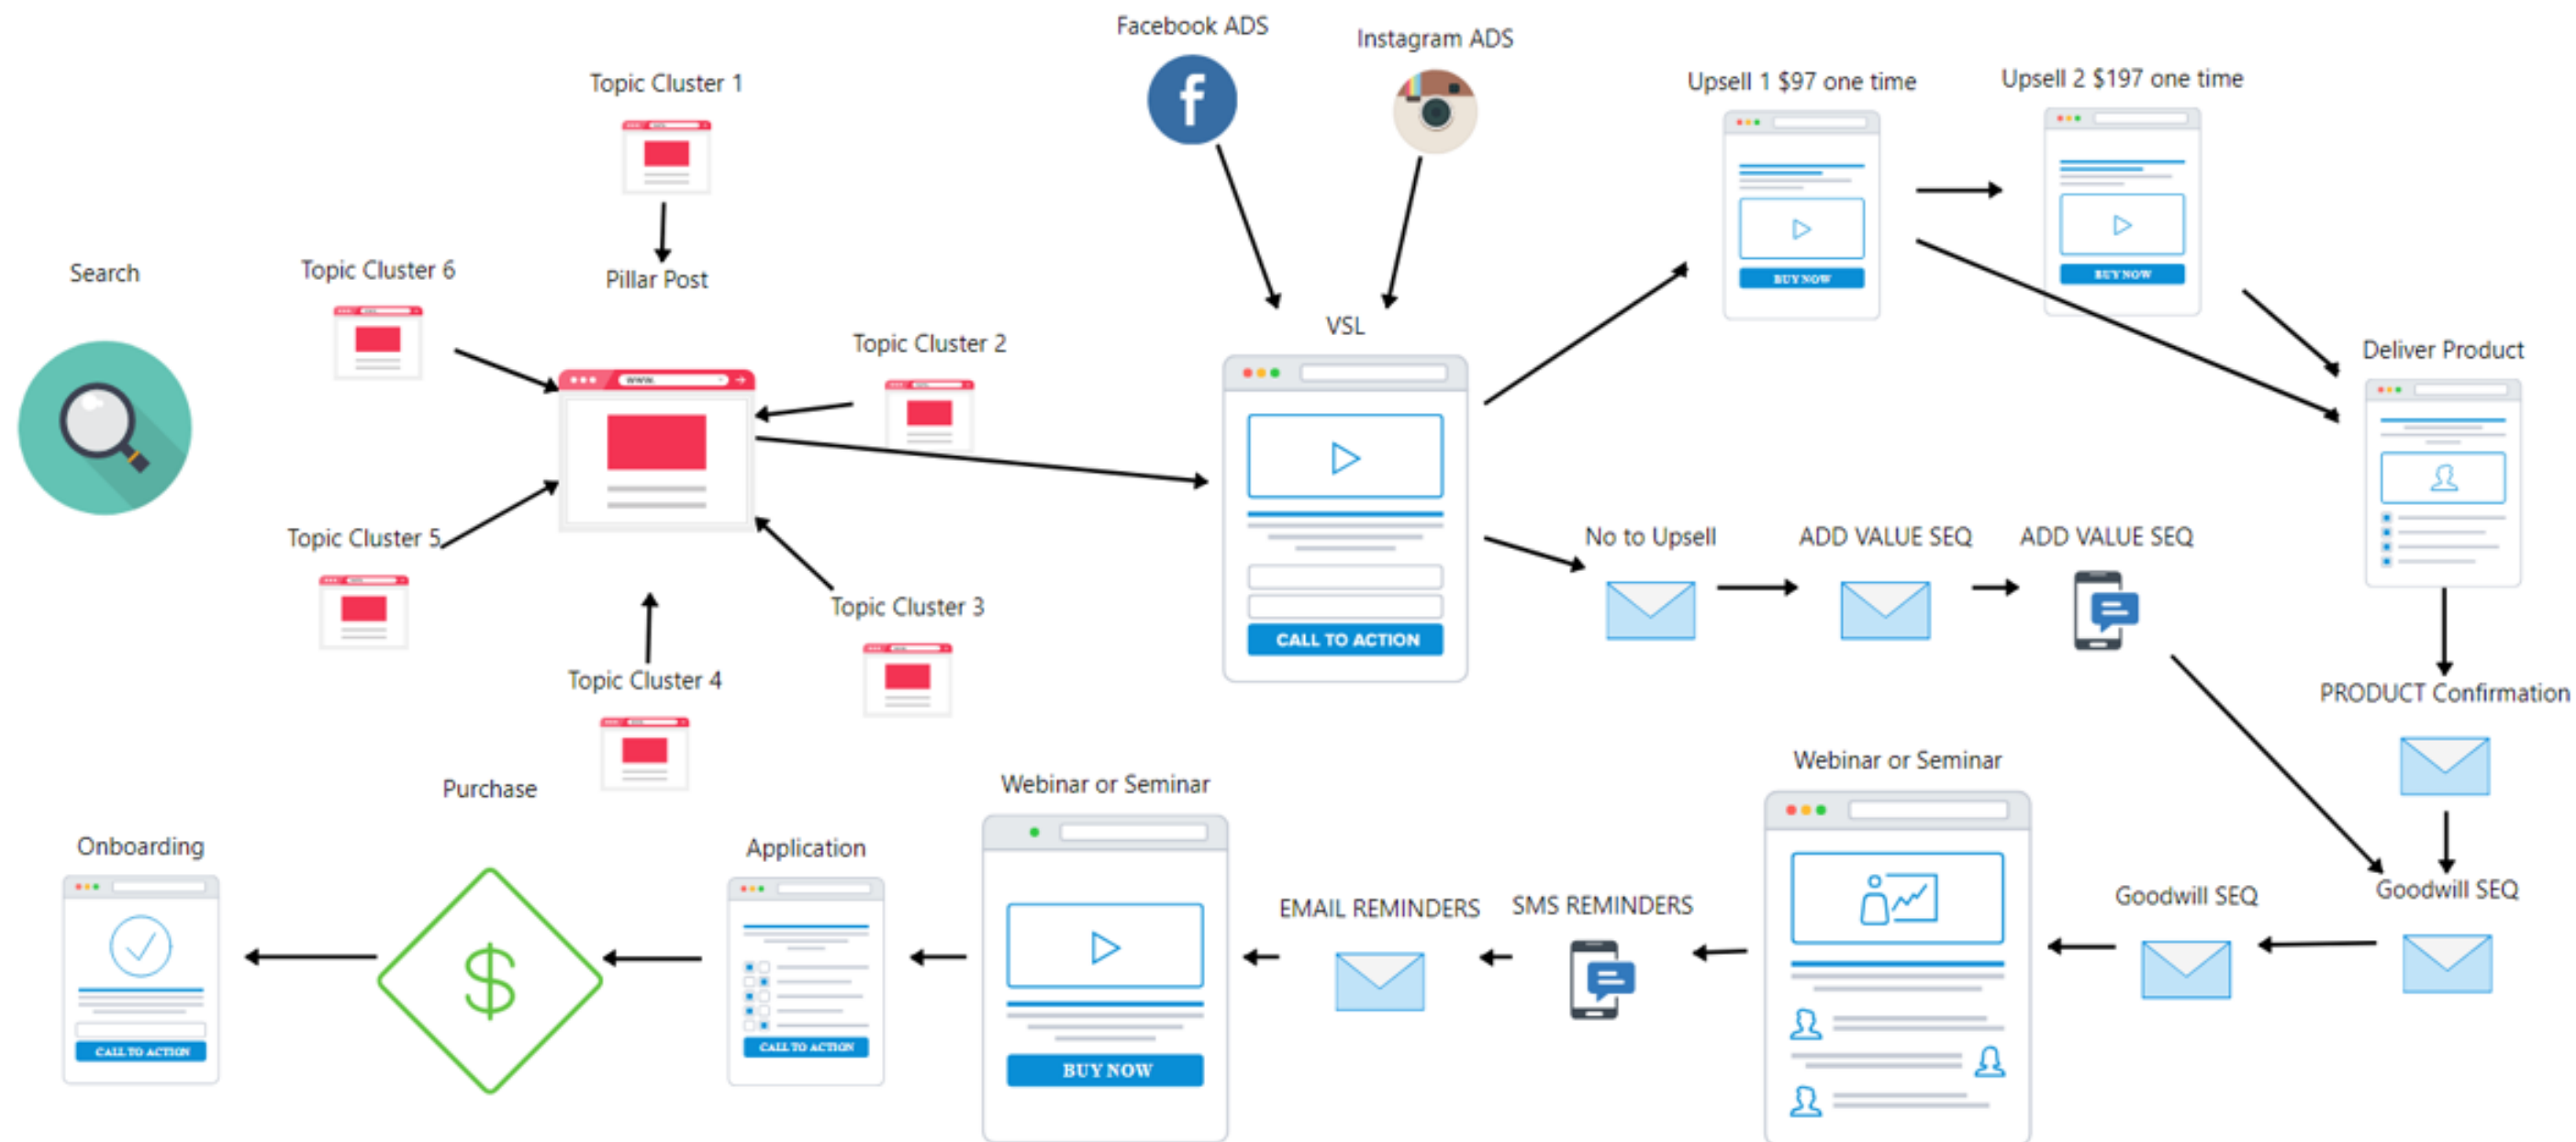 Facebook ADS
Instagram ADS
Topic Cluster 1
Upsell 1 $97 one time
Upsell 2 $197 one time
BUY NOW
BUY NOW
Search
Topic Cluster 6
Pillar Post
www.
Topic Cluster 2
VSL
CALL TO ACTION
Deliver Product
Topic Cluster 5
Topic Cluster 3
Topic Cluster 4
No to Upsell
ADD VALUE SEQ
ADD VALUE SEQ
PRODUCT Confirmation
Goodwill SEQ
Goodwill SEQ
Webinar or Seminar
SMS REMINDERS
EMAIL REMINDERS
Webinar or Seminar
BUY NOW
Application
CALL TO ACTION
Purchase
$
Onboarding
CALL TO ACTION